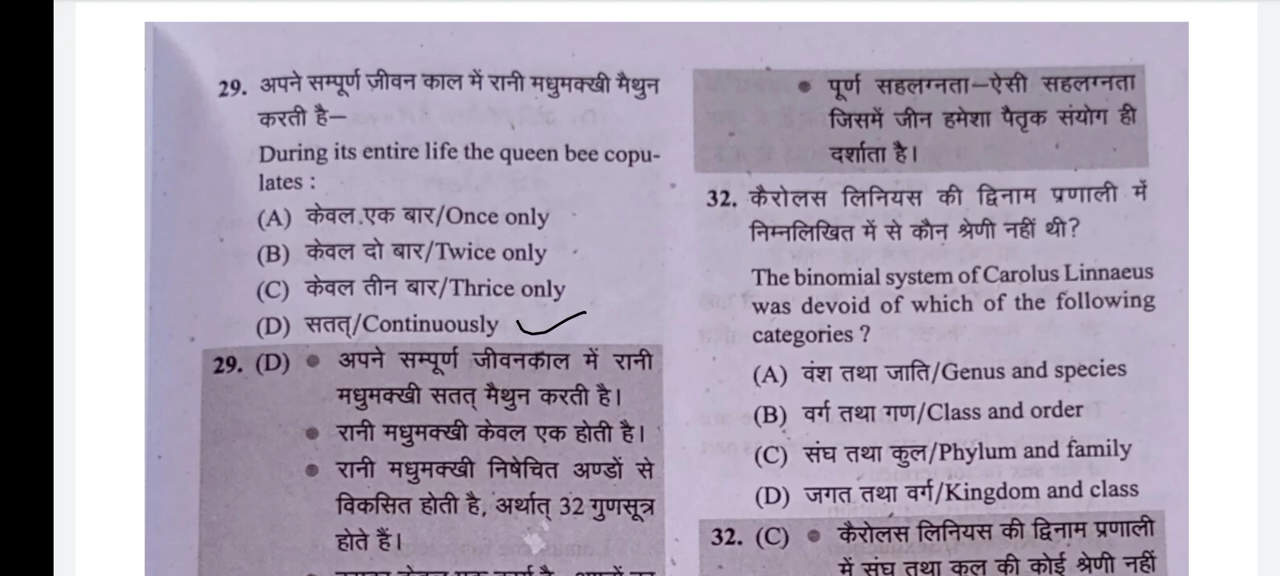 29. अपने सम्पूर्ण ज़ीवन काल में रानी मधुमक्खी मैथुन
करती है–
During its entire life the queen bee copu-
lates :
(A) केवल एक बार/Once only
(B) केवल दो बार/Twice only
(C) केवल तीन बार/Thrice only
(D) सतत्/Continuously
29. (D) ● अपने सम्पूर्ण जीवनकाल में रानी
मधुमक्खी सतत् मैथुन करती है।
● रानी मधुमक्खी केवल एक होती है।
● रानी मधुमक्खी निषेचित अण्डों से
विकसित होती है, अर्थात् 32 गुणसूत्र
होते हैं।
● पूर्ण सहलग्नता–ऐसी सहलग्नता
जिसमें जीन हमेशा पैतृक संयोग ही
दर्शाता है।
32. कैरोलस लिनियस की द्विनाम प्रणाली में
निम्नलिखित में से कौन श्रेणी नहीं थी?
The binomial system of Carolus Linnaeus
was devoid of which of the following
categories ?
(A) वंश तथा जाति/Genus and species
(B) वर्ग तथा गण/Class and order
(C) संघ तथा कुल/Phylum and family
(D) जगत तथा वर्ग/Kingdom and class
32. (C) ● कैरोलस लिनियस की द्विनाम प्रणाली
में संघ तथा कुल की कोई श्रेणी नहीं